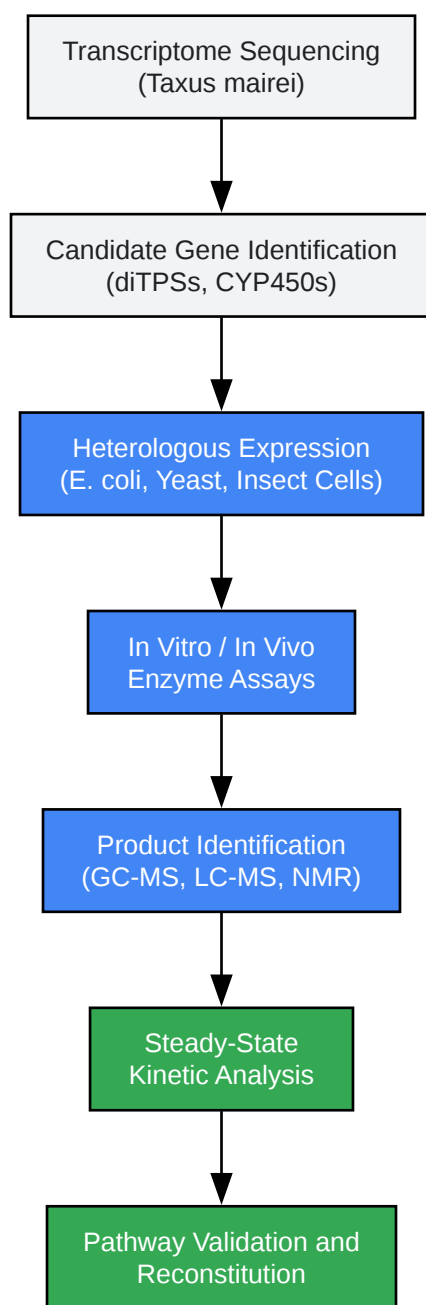 Transcriptome Sequencing
(Taxus mairei)
Candidate Gene Identification
(diTPSs, CYP450s)
Heterologous Expression
(E. coli, Yeast, Insect Cells)
In Vitro / In Vivo
Enzyme Assays
Product Identification
(GC-MS, LC-MS, NMR)
Steady-State
Kinetic Analysis
Pathway Validation and
Reconstitution